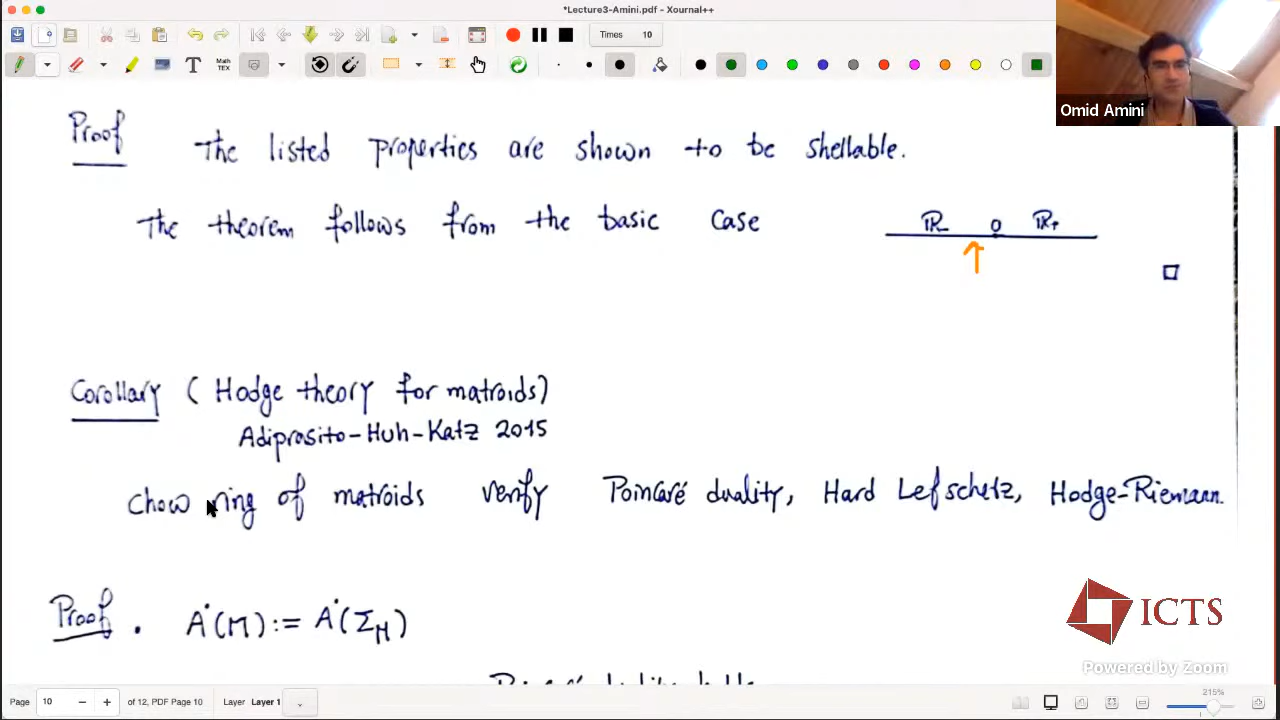 *Lecture3-Amini.pdf - Xournal++
Times 10
Math TEX
Omid Amini
Proof The listed properties are shown to be shellable.
The theorem follows from the basic case
ℝ₋ 0 ℝ₊
□
Corollary (Hodge theory for matroids)
Adiprasito-Huh-Katz 2015
Chow ring of matroids verify Poincaré duality, Hard Lefschetz, Hodge-Riemann.
Proof . A˙(M) := A˙(Σ_M)
ICTS
Powered by Zoom
Page 10 of 12, PDF Page 10 Layer Layer 1 215%